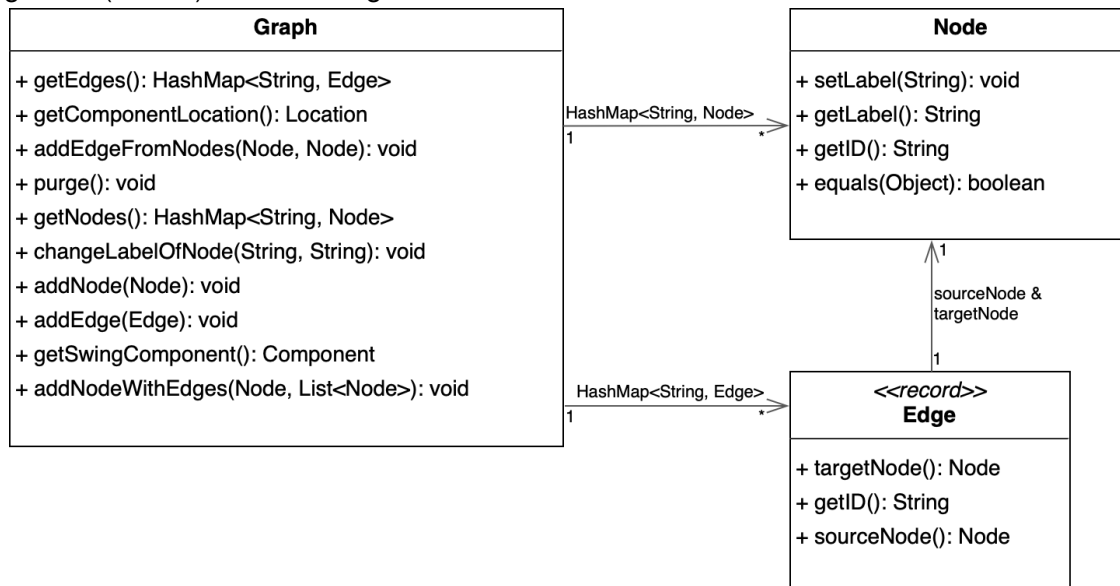 Graph
+ getEdges(): HashMap<String, Edge>
+ getComponentLocation(): Location
+ addEdgeFromNodes(Node, Node): void
+ purge(): void
+ getNodes(): HashMap<String, Node>
+ changeLabelOfNode(String, String): void
+ addNode(Node): void
+ addEdge(Edge): void
+ getSwingComponent(): Component
+ addNodeWithEdges(Node, List<Node>): void
HashMap<String, Node>
1
*
HashMap<String, Edge>
1
*
Node
+ setLabel(String): void
+ getLabel(): String
+ getID(): String
+ equals(Object): boolean
1
sourceNode &
targetNode
1
<<record>>
Edge
+ targetNode(): Node
+ getID(): String
+ sourceNode(): Node